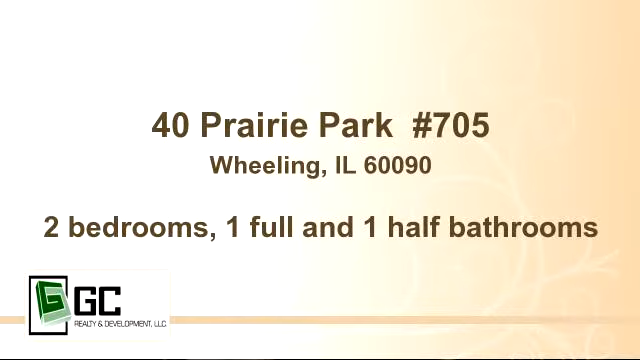 40 Prairie Park #705
Wheeling, IL 60090
2 bedrooms, 1 full and 1 half bathrooms
GC
REALTY & DEVELOPMENT, LLC.